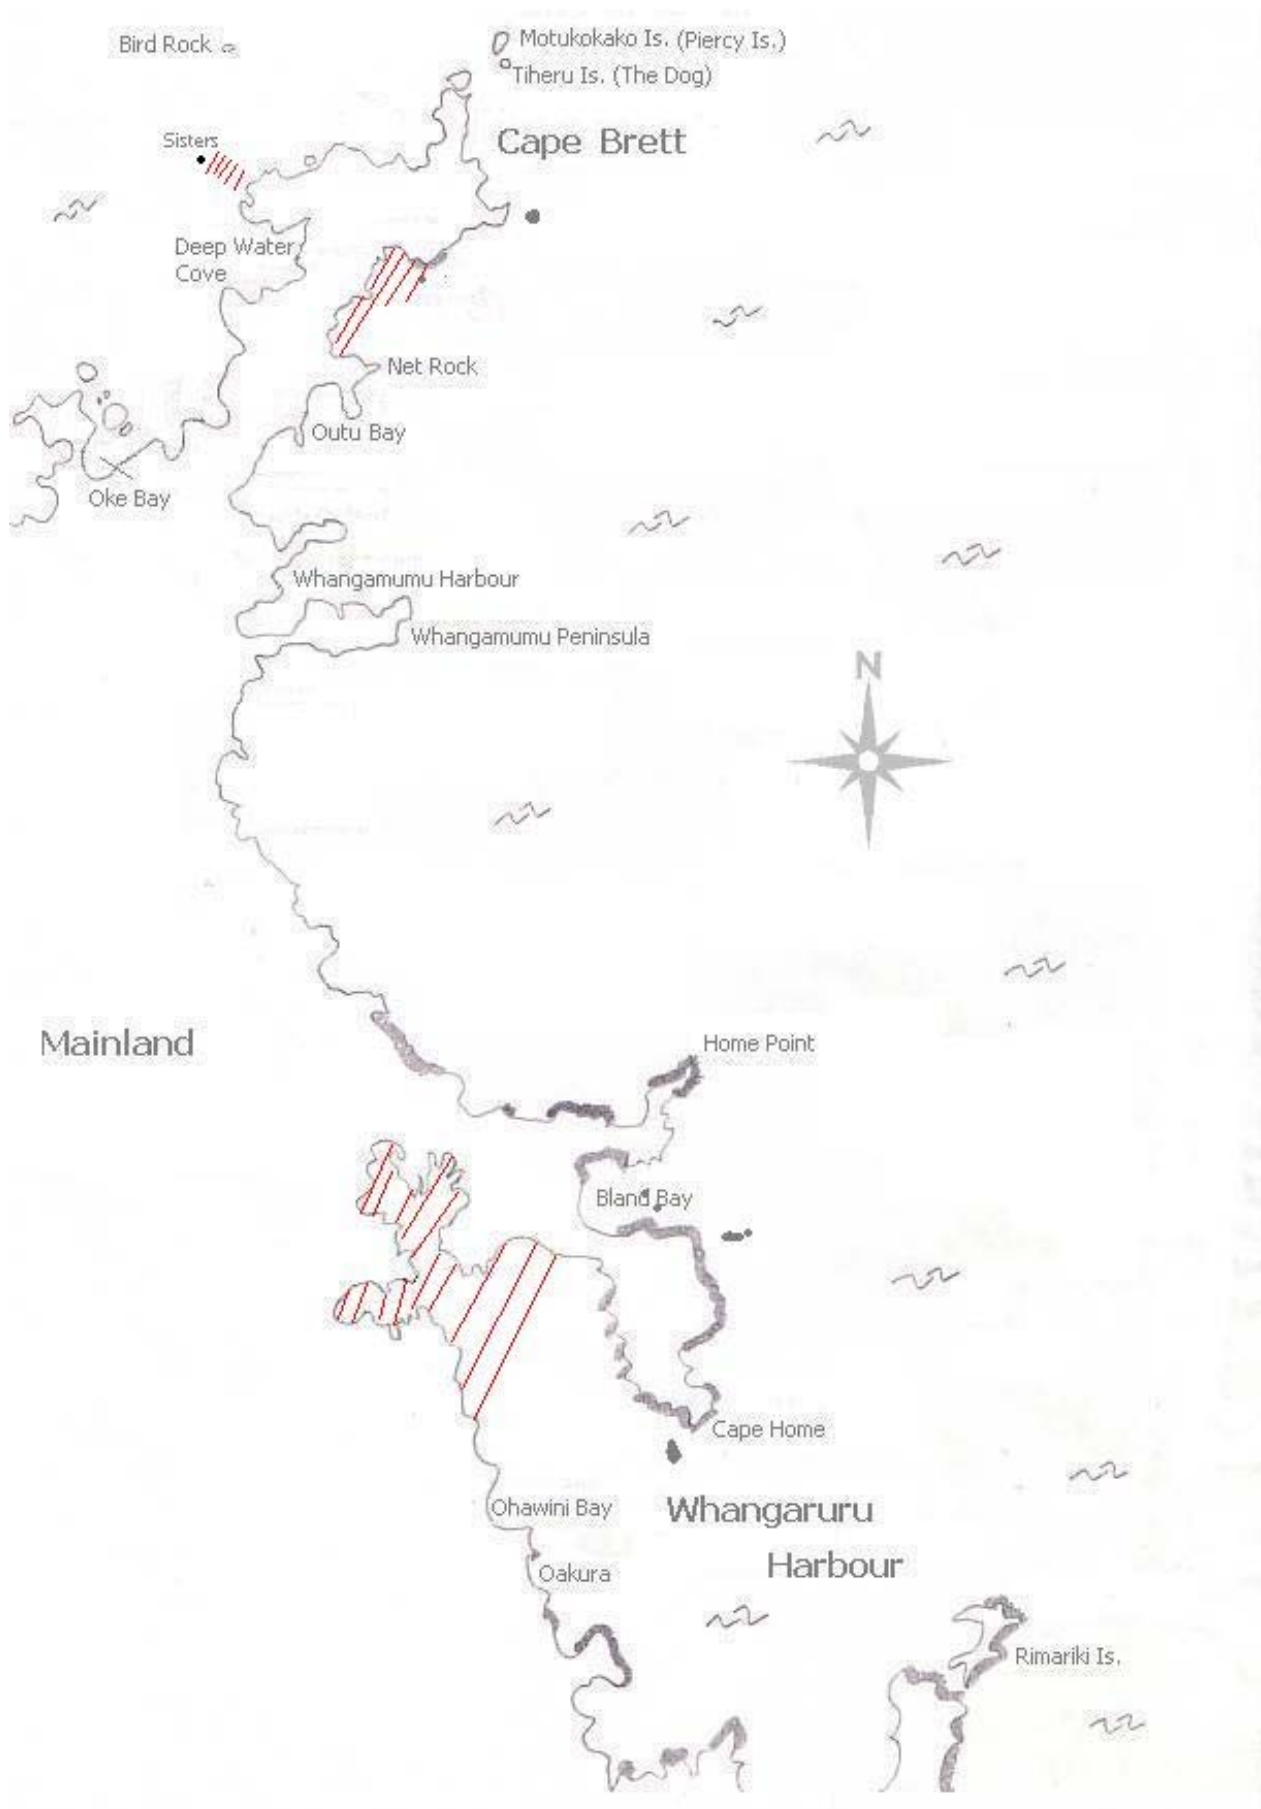 Bird Rock
Motukokako Is. (Piercy Is.)
Tiheru Is. (The Dog)
Sisters
Cape Brett
Deep Water
Cove
Net Rock
Outu Bay
Oke Bay
Whangamumu Harbour
Whangamumu Peninsula
N
Mainland
Home Point
Bland Bay
Cape Home
Ohawini Bay
Whangaruru
Harbour
Oakura
Rimariki Is.